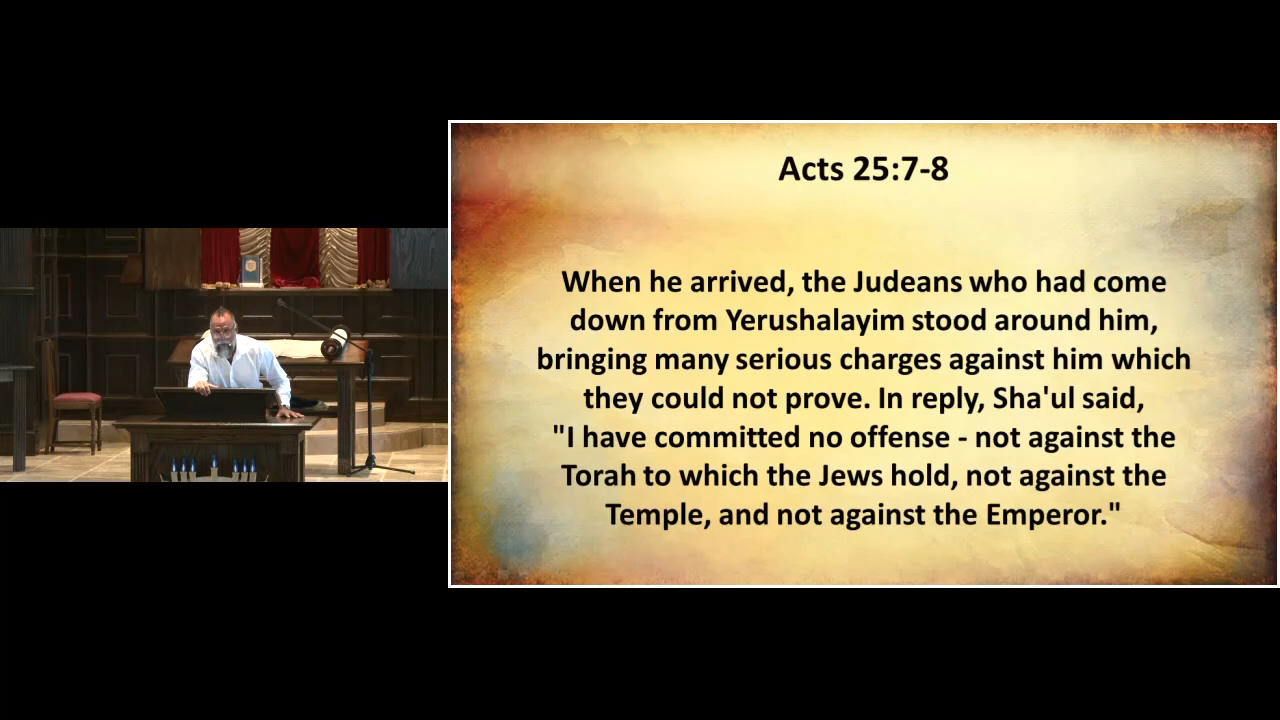 Acts 25:7-8
When he arrived, the Judeans who had come
down from Yerushalayim stood around him,
bringing many serious charges against him which
they could not prove. In reply, Sha'ul said,
"I have committed no offense - not against the
Torah to which the Jews hold, not against the
Temple, and not against the Emperor."